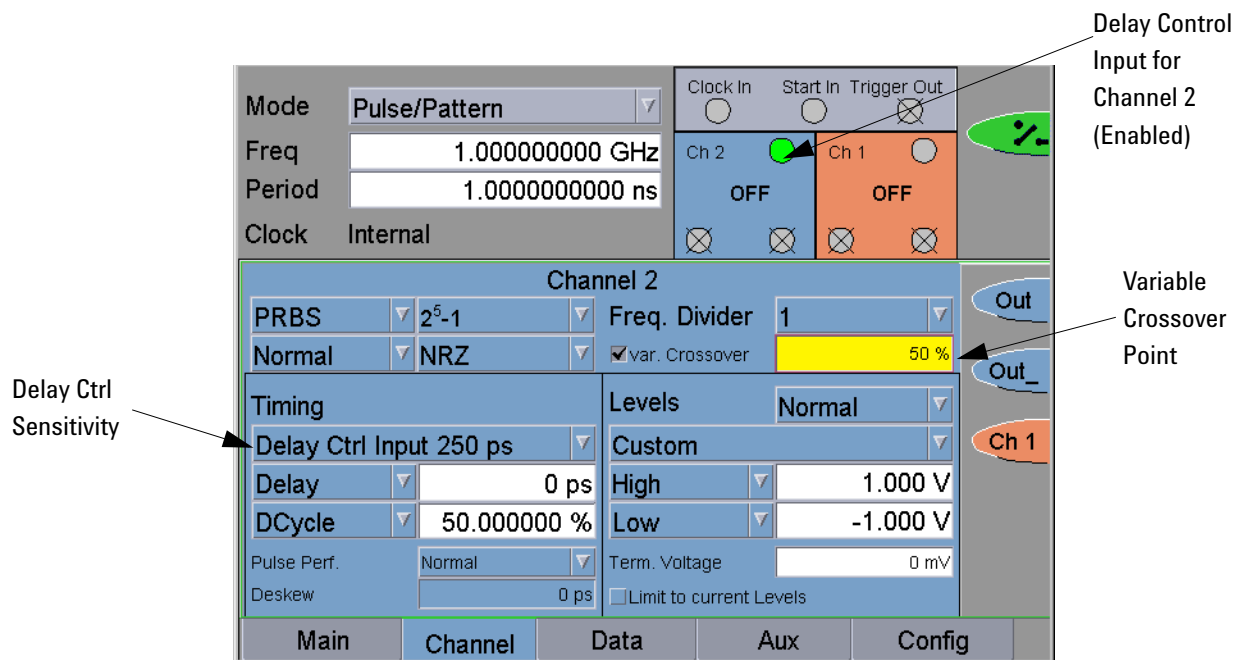 Delay Control
Input for
Channel 2
(Enabled)
Mode Pulse/Pattern
Freq 1.000000000 GHz
Period 1.0000000000 ns
Clock Internal
Clock In Start In Trigger Out
Ch 2 Ch 1
OFF OFF
Channel 2
PRBS 2⁵-1 Freq. Divider 1
Normal NRZ var. Crossover 50 %
Timing Levels Normal
Delay Ctrl Input 250 ps Custom
Delay 0 ps High 1.000 V
DCycle 50.000000 % Low -1.000 V
Pulse Perf. Normal Term. Voltage 0 mV
Deskew 0 ps Limit to current Levels
Main Channel Data Aux Config
Out
Out_
Ch 1
Variable
Crossover
Point
Delay Ctrl
Sensitivity